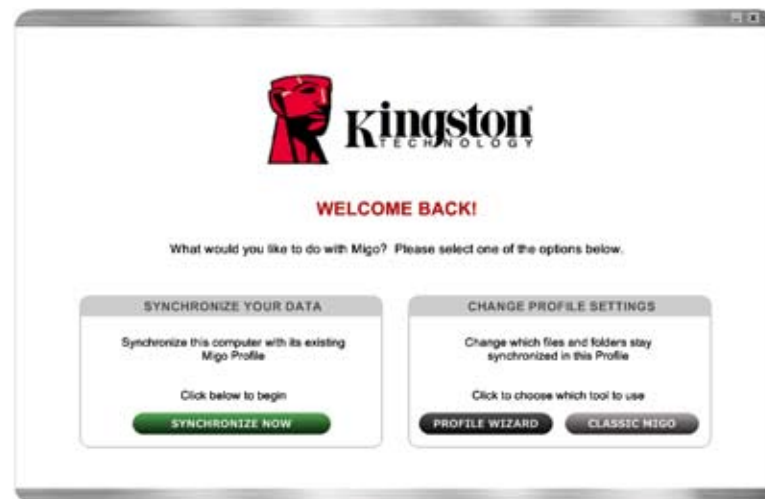 Kingston
TECHNOLOGY
WELCOME BACK!
What would you like to do with Migo? Please select one of the options below.
SYNCHRONIZE YOUR DATA
Synchronize this computer with its existing
Migo Profile
Click below to begin
SYNCHRONIZE NOW
CHANGE PROFILE SETTINGS
Change which files and folders stay
synchronized in this Profile
Click to choose which tool to use
PROFILE WIZARD
CLASSIC MIGO